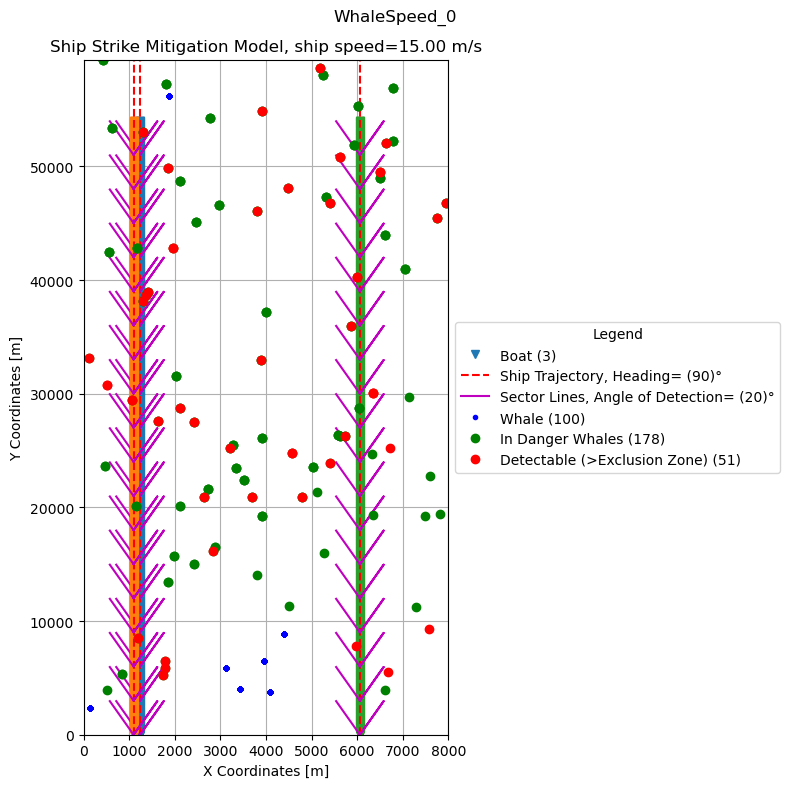 WhaleSpeed_0
Ship Strike Mitigation Model, ship speed=15.00 m/s
Y Coordinates [m]
50000
40000
30000
20000
10000
0
0 1000 2000 3000 4000 5000 6000 7000 8000
X Coordinates [m]
Legend
Boat (3)
Ship Trajectory, Heading= (90)°
Sector Lines, Angle of Detection= (20)°
Whale (100)
In Danger Whales (178)
Detectable (>Exclusion Zone) (51)